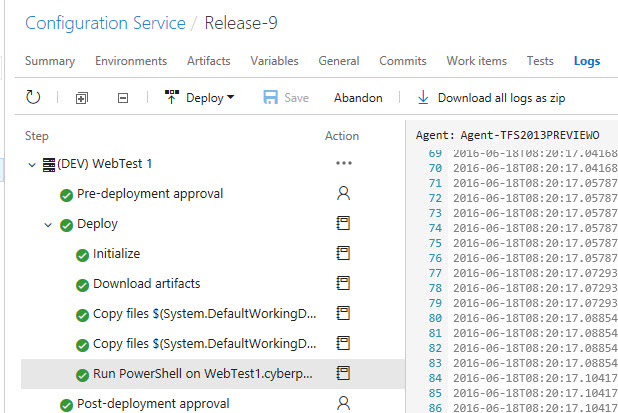 Configuration Service / Release-9
Summary Environments Artifacts Variables General Commits Work items Tests Logs
Deploy Save Abandon Download all logs as zip
Step Action
(DEV) WebTest 1
Pre-deployment approval
Deploy
Initialize
Download artifacts
Copy files $(System.DefaultWorkingD...
Copy files $(System.DefaultWorkingD...
Run PowerShell on WebTest1.cyberp...
Post-deployment approval
Agent: Agent-TFS2013PREVIEWO
69 2016-06-18T08:20:17.04168
70 2016-06-18T08:20:17.04168
71 2016-06-18T08:20:17.05787
72 2016-06-18T08:20:17.05787
73 2016-06-18T08:20:17.05787
74 2016-06-18T08:20:17.05787
75 2016-06-18T08:20:17.05787
76 2016-06-18T08:20:17.05787
77 2016-06-18T08:20:17.07293
78 2016-06-18T08:20:17.07293
79 2016-06-18T08:20:17.07293
80 2016-06-18T08:20:17.08854
81 2016-06-18T08:20:17.08854
82 2016-06-18T08:20:17.08854
83 2016-06-18T08:20:17.08854
84 2016-06-18T08:20:17.10417
85 2016-06-18T08:20:17.10417
86 2016-06-18T08:20:17.10417